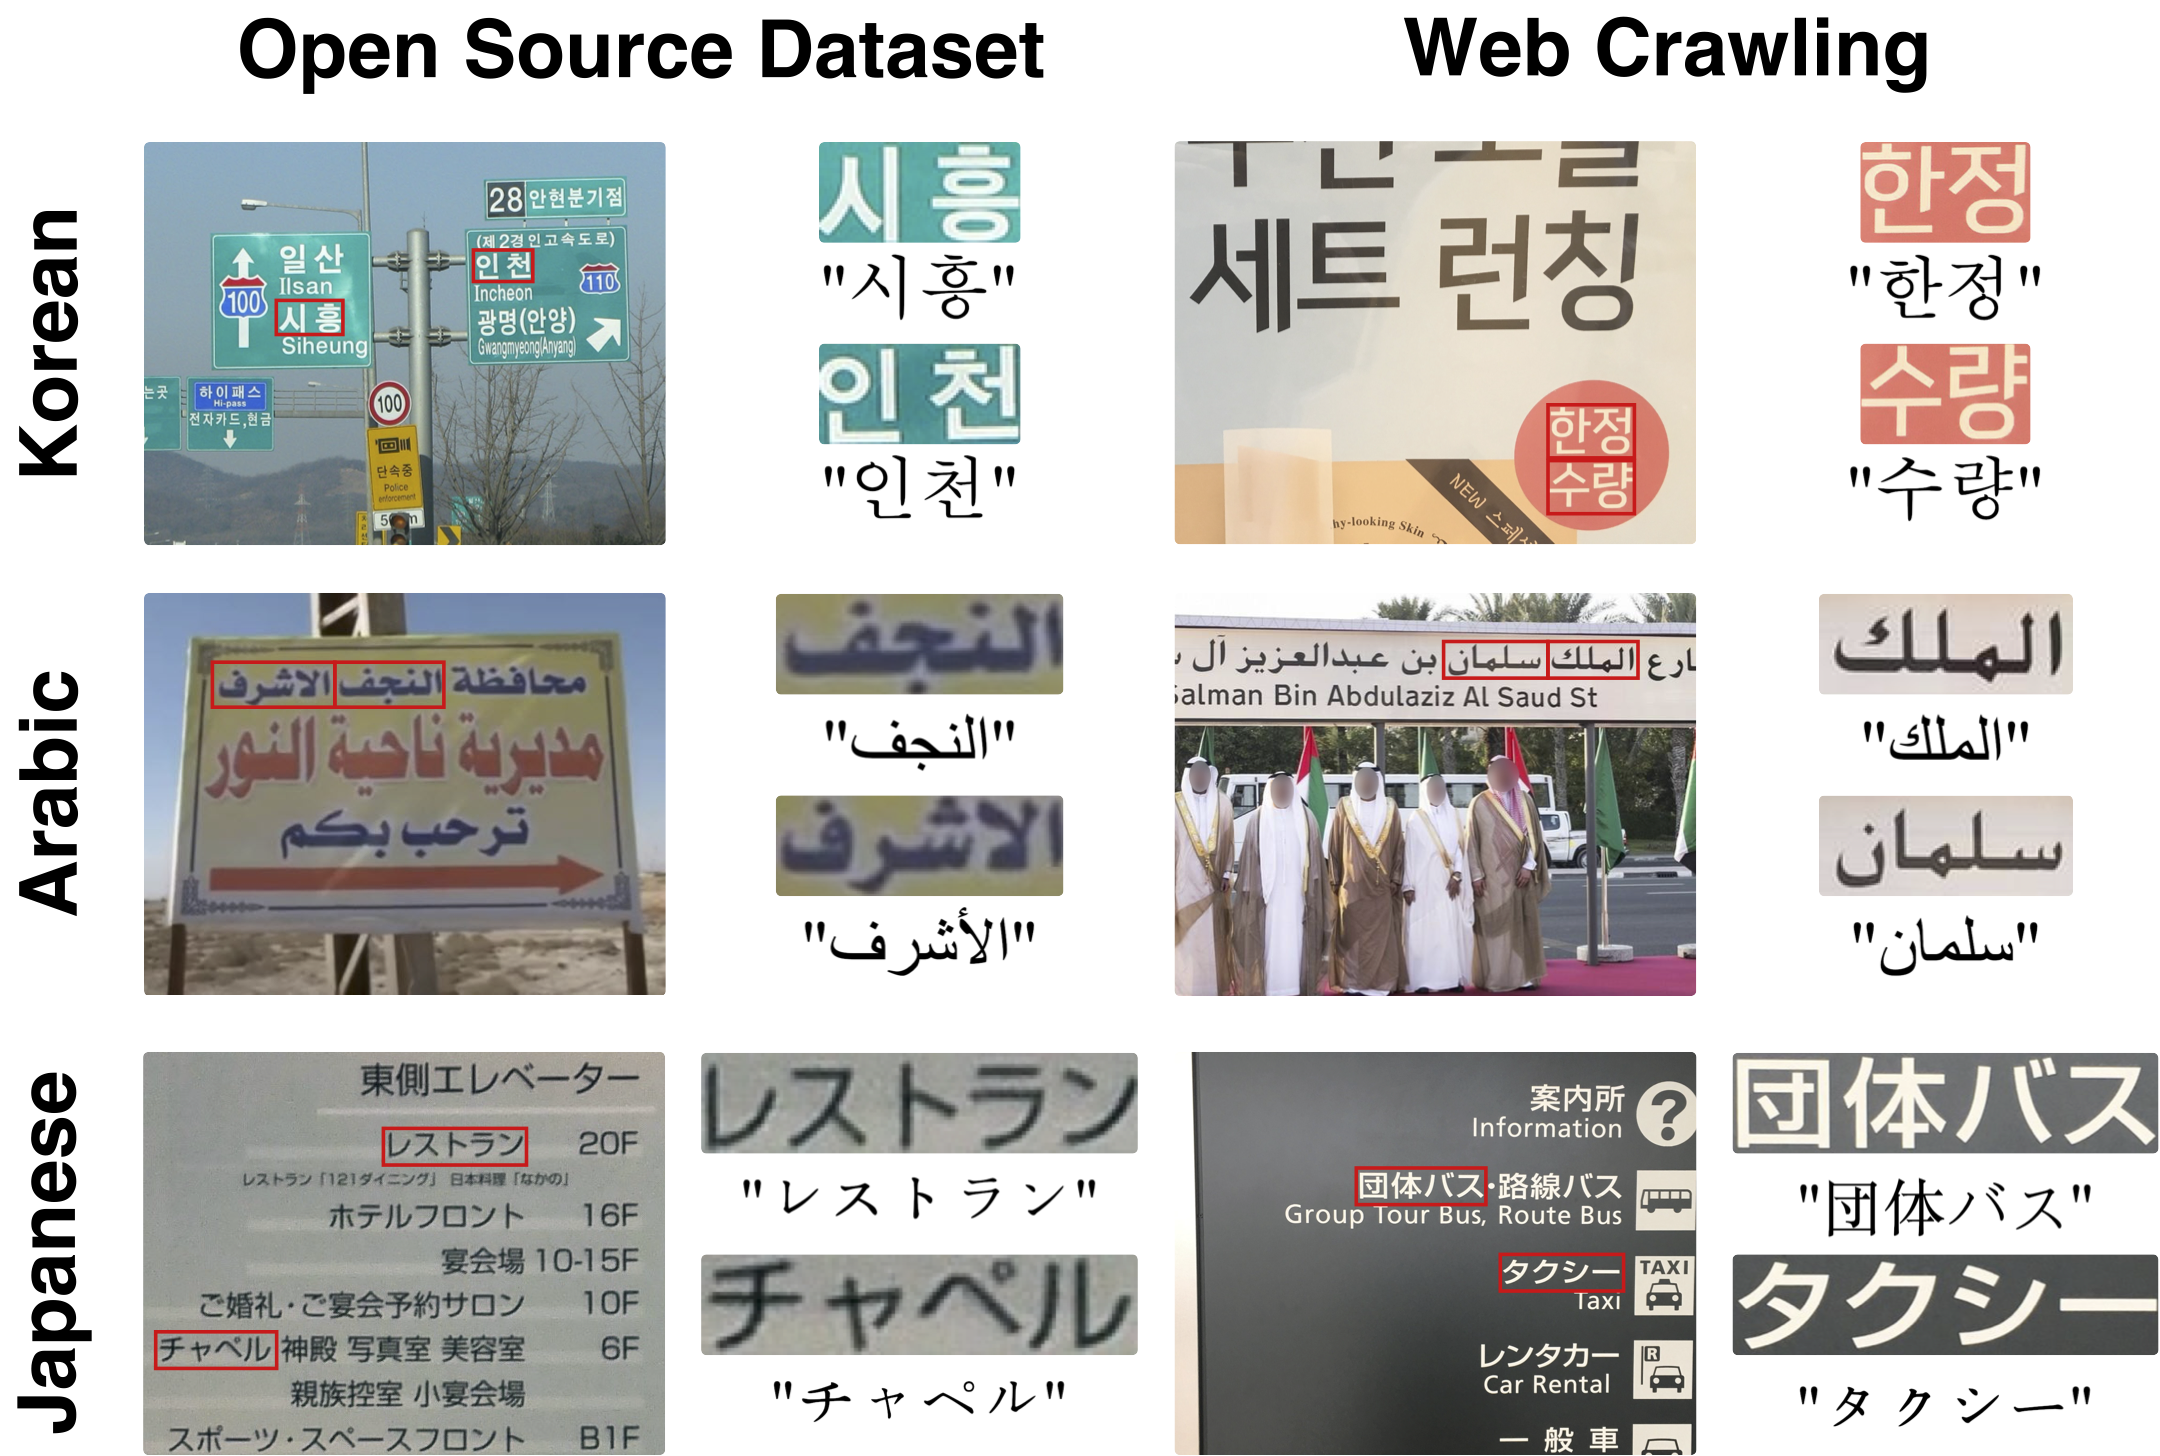 Open Source Dataset
Web Crawling
Korean
28 안현분기점
(제2경인고속도로)
일산
Ilsan
100
시흥
Siheung
인천
Incheon
110
광명(안양)
Gwangmyeong(Anyang)
는곳
하이패스
Hi-pass
전자카드,현금
100
단속중
Police
enforcement
시흥
"시흥"
인천
"인천"
세트 런칭
한정
수량
NEW 스페셜
hy-looking Skin
한정
"한정"
수량
"수량"
Arabic
محافظة النجف الاشرف
مديرية ناحية النور
ترحب بكم
النجف
"النجف"
الاشرف
"الأشرف"
ارع الملك سلمان بن عبدالعزيز آل
Salman Bin Abdulaziz Al Saud St
الملك
"الملك"
سلمان
"سلمان"
Japanese
東側エレベーター
レストラン 20F
レストラン「121ダイニング」 日本料理「なかの」
ホテルフロント 16F
宴会場 10-15F
ご婚礼・ご宴会予約サロン 10F
チャペル 神殿 写真室 美容室 6F
親族控室 小宴会場
スポーツ・スペースフロント B1F
レストラン
"レストラン"
チャペル
"チャペル"
案内所
Information
?
団体バス・路線バス
Group Tour Bus, Route Bus
タクシー
Taxi
TAXI
レンタカー
Car Rental
R
一般車
団体バス
"団体バス"
タクシー
"タクシー"